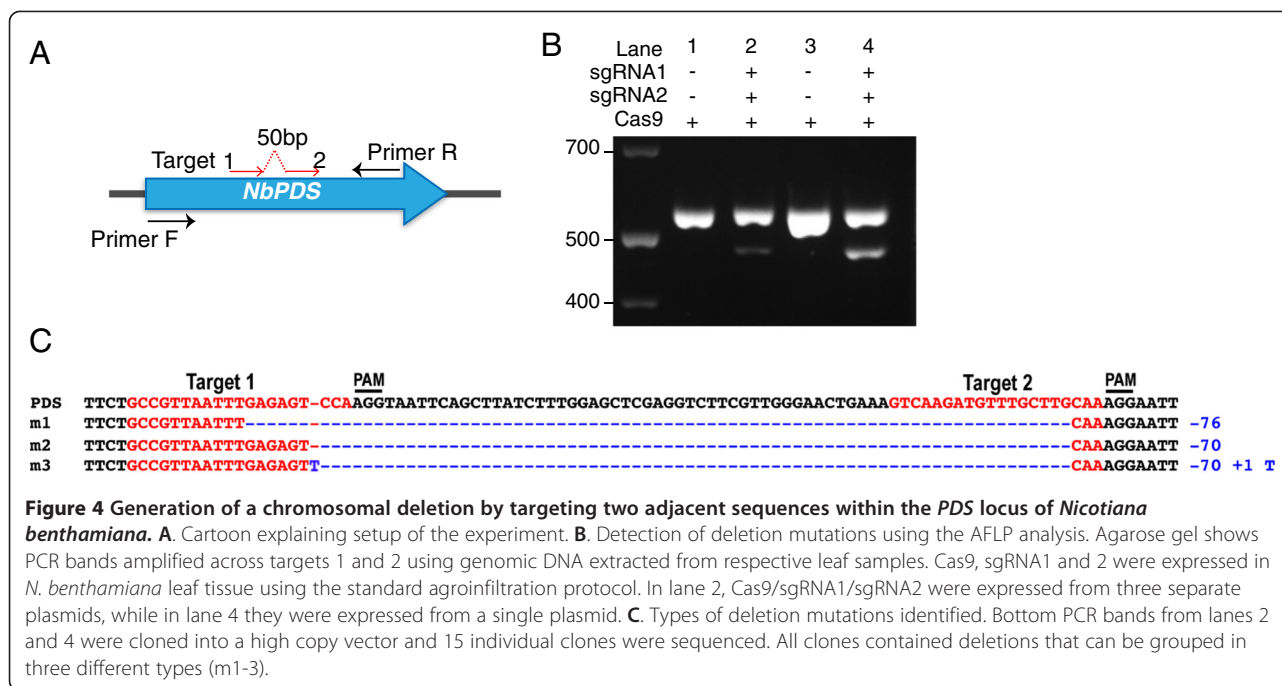 A
50bp
Target 1
2
Primer R
NbPDS
Primer F
B
Lane 1 2 3 4
sgRNA1 - + - +
sgRNA2 - + - +
Cas9 + + + +
700
500
400
C
Target 1 PAM Target 2 PAM
PDS TTCTGCCGTTAATTTGAGAGT-CCAAGGTAATTCAGCTTATCTTTGGAGCTCGAGGTCTTCGTTGGGAACTGAAAGTCAAGATGTTTGCTTGCAAAGGAATT
m1 TTCTGCCGTTAATTT----------------------------------------------------------------------------CAAAGGAATT -76
m2 TTCTGCCGTTAATTTGAGAGT-----------------------------------------------------------------------CAAAGGAATT -70
m3 TTCTGCCGTTAATTTGAGAGTT----------------------------------------------------------------------CAAAGGAATT -70 +1 T
Figure 4 Generation of a chromosomal deletion by targeting two adjacent sequences within the PDS locus of Nicotiana
benthamiana. A. Cartoon explaining setup of the experiment. B. Detection of deletion mutations using the AFLP analysis. Agarose gel shows
PCR bands amplified across targets 1 and 2 using genomic DNA extracted from respective leaf samples. Cas9, sgRNA1 and 2 were expressed in
N. benthamiana leaf tissue using the standard agroinfiltration protocol. In lane 2, Cas9/sgRNA1/sgRNA2 were expressed from three separate
plasmids, while in lane 4 they were expressed from a single plasmid. C. Types of deletion mutations identified. Bottom PCR bands from lanes 2
and 4 were cloned into a high copy vector and 15 individual clones were sequenced. All clones contained deletions that can be grouped in
three different types (m1-3).